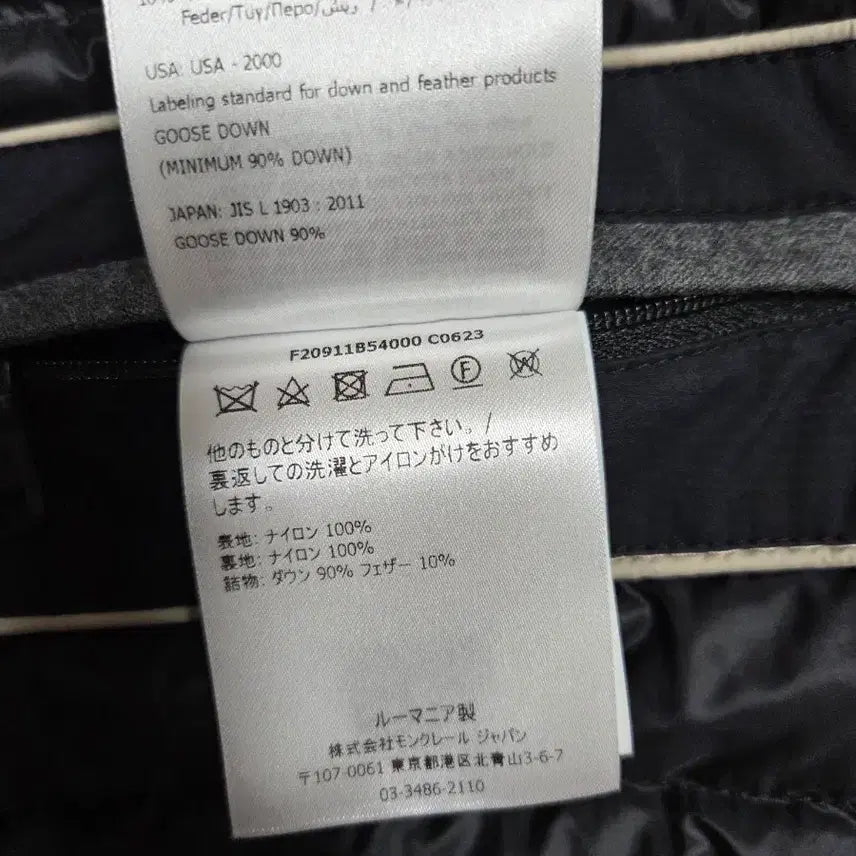 Feder/Tüy/Перо/ریش /
USA: USA - 2000
Labeling standard for down and feather products
GOOSE DOWN
(MINIMUM 90% DOWN)
JAPAN: JIS L 1903 : 2011
GOOSE DOWN 90%
F20911B54000 C0623
F
W
他のものと分けて洗って下さい。/
裏返しての洗濯とアイロンがけをおすすめ
します。
表地: ナイロン 100%
裏地: ナイロン 100%
詰物: ダウン 90% フェザー 10%
ルーマニア製
株式会社モンクレール ジャパン
〒107-0061 東京都港区北青山3-6-7
03-3486-2110